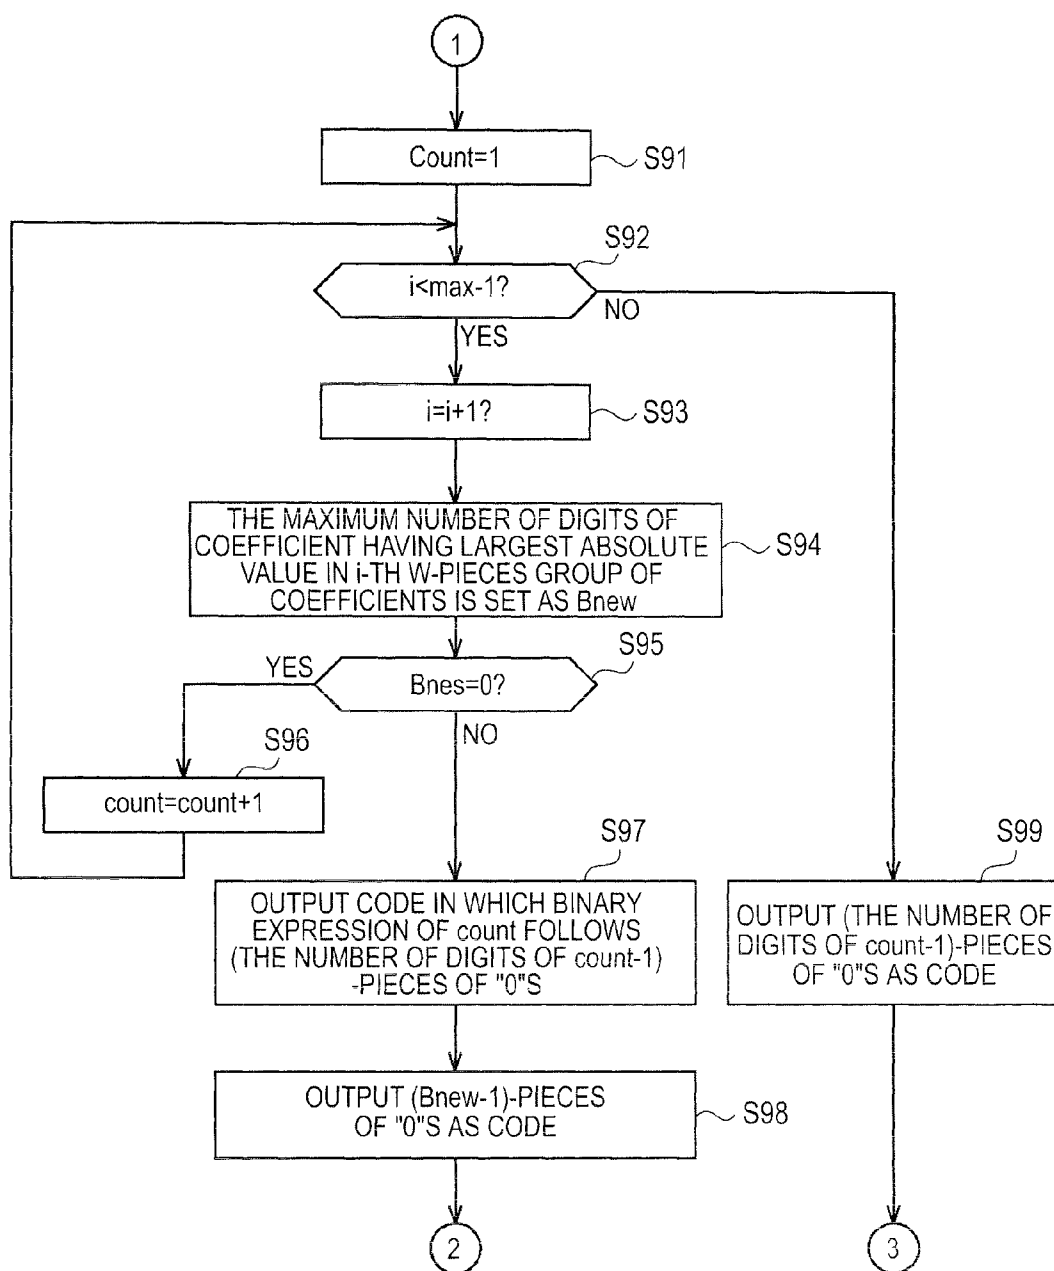 1
Count=1
S91
S92
i<max-1?
NO
YES
i=i+1?
S93
THE MAXIMUM NUMBER OF DIGITS OF
COEFFICIENT HAVING LARGEST ABSOLUTE
VALUE IN i-TH W-PIECES GROUP OF
COEFFICIENTS IS SET AS Bnew
S94
S95
YES
Bnes=0?
NO
S96
count=count+1
S97
OUTPUT CODE IN WHICH BINARY
EXPRESSION OF count FOLLOWS
(THE NUMBER OF DIGITS OF count-1)
-PIECES OF "0"S
S99
OUTPUT (THE NUMBER OF
DIGITS OF count-1)-PIECES
OF "0"S AS CODE
OUTPUT (Bnew-1)-PIECES
OF "0"S AS CODE
S98
2
3